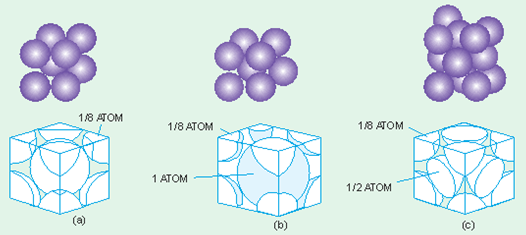 1/8 ATOM
1/8 ATOM
1/8 ATOM
1 ATOM
1/2 ATOM
(a)
(b)
(c)